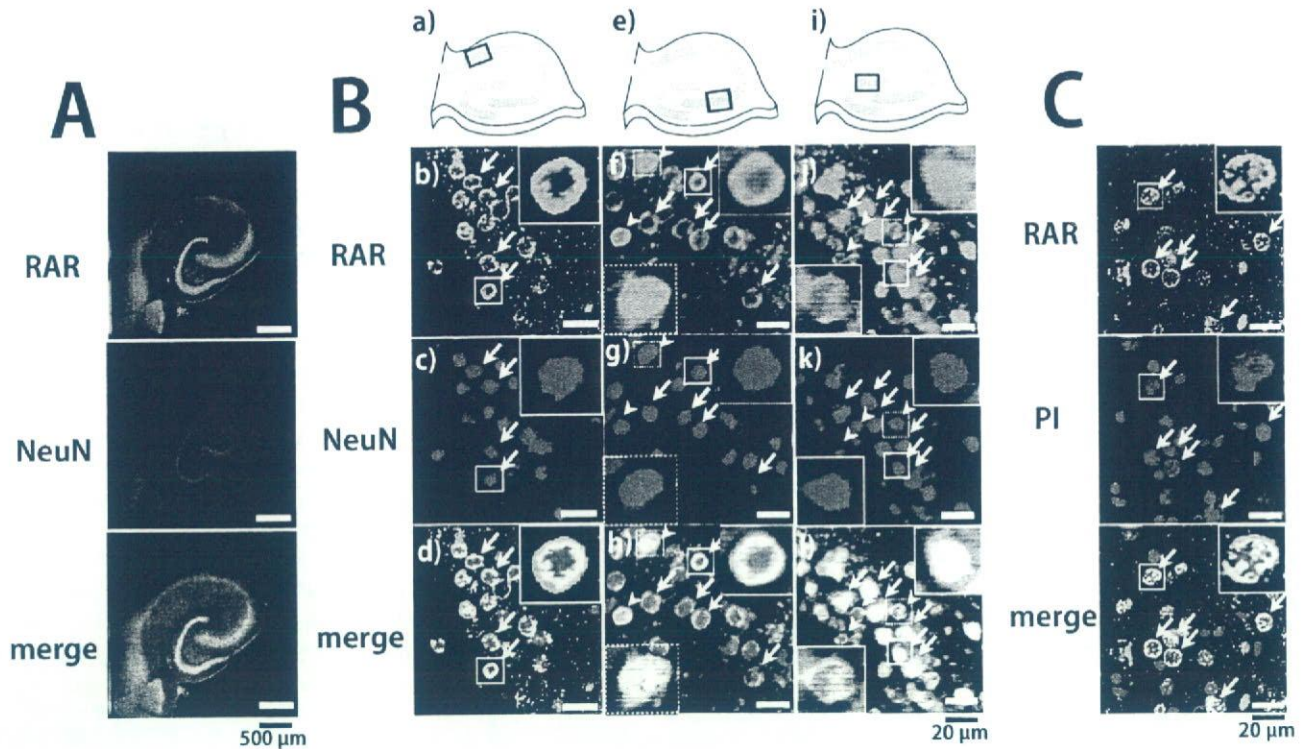 a) e) i)
A B C
b) f) j)
RAR RAR RAR
c) g) k)
NeuN NeuN PI
d) h)
merge merge merge
500 µm 20 µm 20 µm